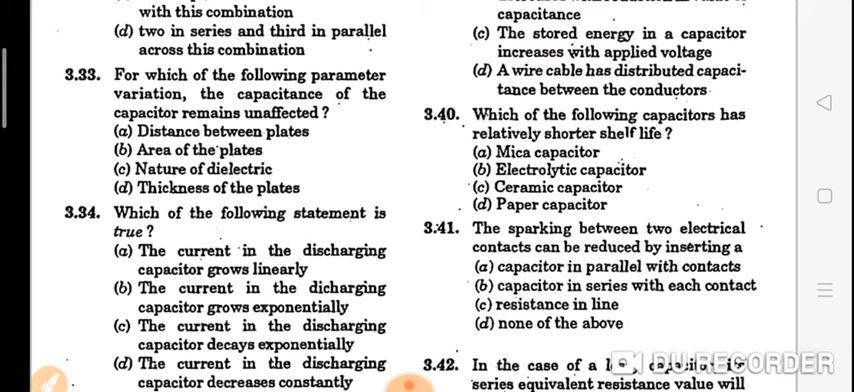 with this combination
(d) two in series and third in parallel
across this combination
3.33. For which of the following parameter
variation, the capacitance of the
capacitor remains unaffected ?
(a) Distance between plates
(b) Area of the plates
(c) Nature of dielectric
(d) Thickness of the plates
3.34. Which of the following statement is
true ?
(a) The current in the discharging
capacitor grows linearly
(b) The current in the dicharging
capacitor grows exponentially
(c) The current in the discharging
capacitor decays exponentially
(d) The current in the discharging
capacitor decreases constantly
capacitance
(c) The stored energy in a capacitor
increases with applied voltage
(d) A wire cable has distributed capaci-
tance between the conductors
3.40. Which of the following capacitors has
relatively shorter shelf life ?
(a) Mica capacitor
(b) Electrolytic capacitor
(c) Ceramic capacitor
(d) Paper capacitor
3.41. The sparking between two electrical
contacts can be reduced by inserting a
(a) capacitor in parallel with contacts
(b) capacitor in series with each contact
(c) resistance in line
(d) none of the above
3.42. In the case of a
series equivalent resistance value will
DU RECORDER